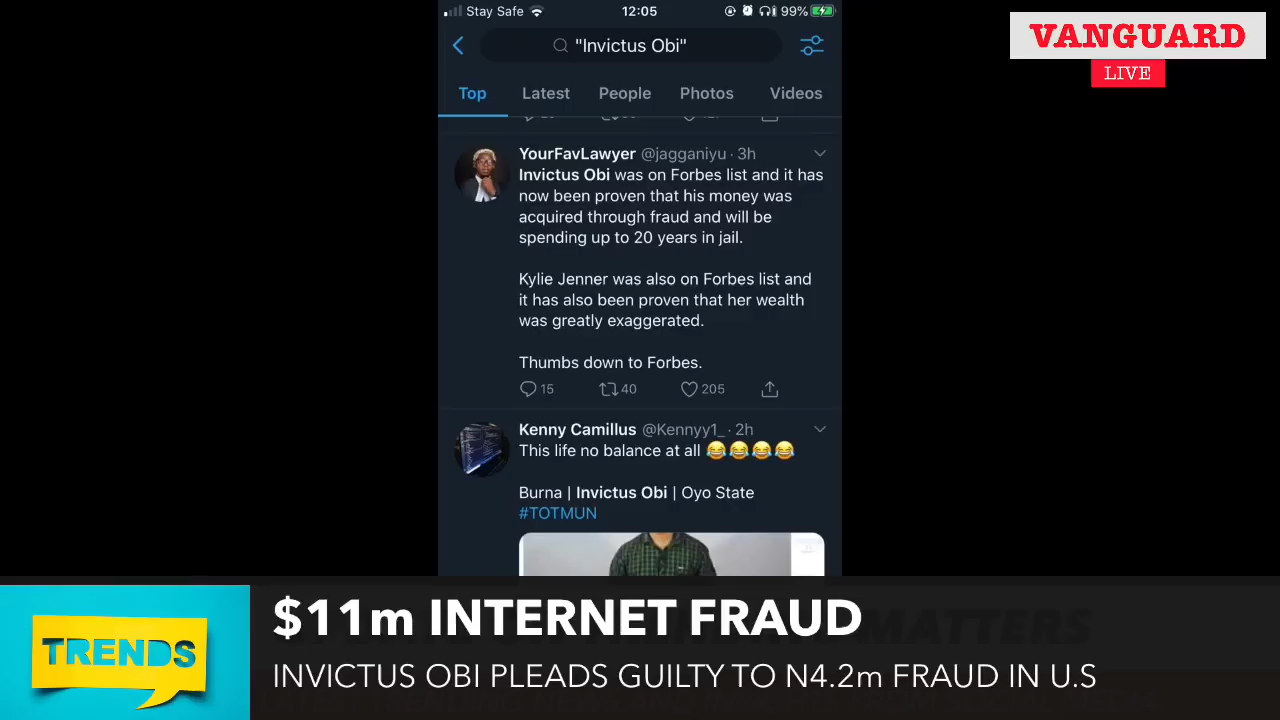 Stay Safe 12:05 99%
"Invictus Obi"
VANGUARD
LIVE
Top Latest People Photos Videos
YourFavLawyer @jagganiyu · 3h
Invictus Obi was on Forbes list and it has
now been proven that his money was
acquired through fraud and will be
spending up to 20 years in jail.
Kylie Jenner was also on Forbes list and
it has also been proven that her wealth
was greatly exaggerated.
Thumbs down to Forbes.
15 40 205
Kenny Camillus @Kennyy1_ · 2h
This life no balance at all 😂😂😂😂
Burna | Invictus Obi | Oyo State
#TOTMUN
TRENDS
$11m INTERNET FRAUD
MATTERS
INVICTUS OBI PLEADS GUILTY TO N4.2m FRAUD IN U.S